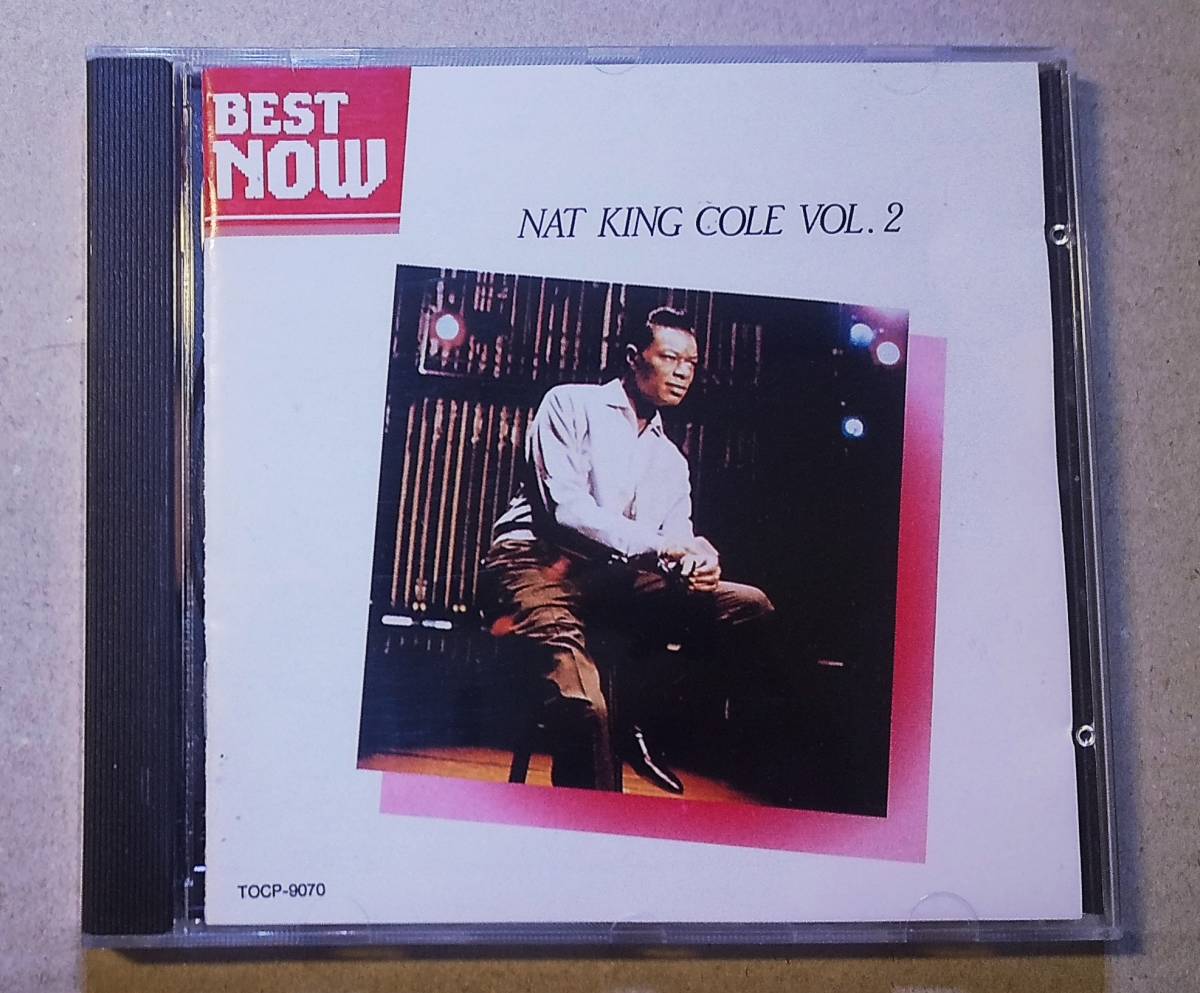 BEST
NOW
NAT KING COLE VOL. 2
TOCP-9070